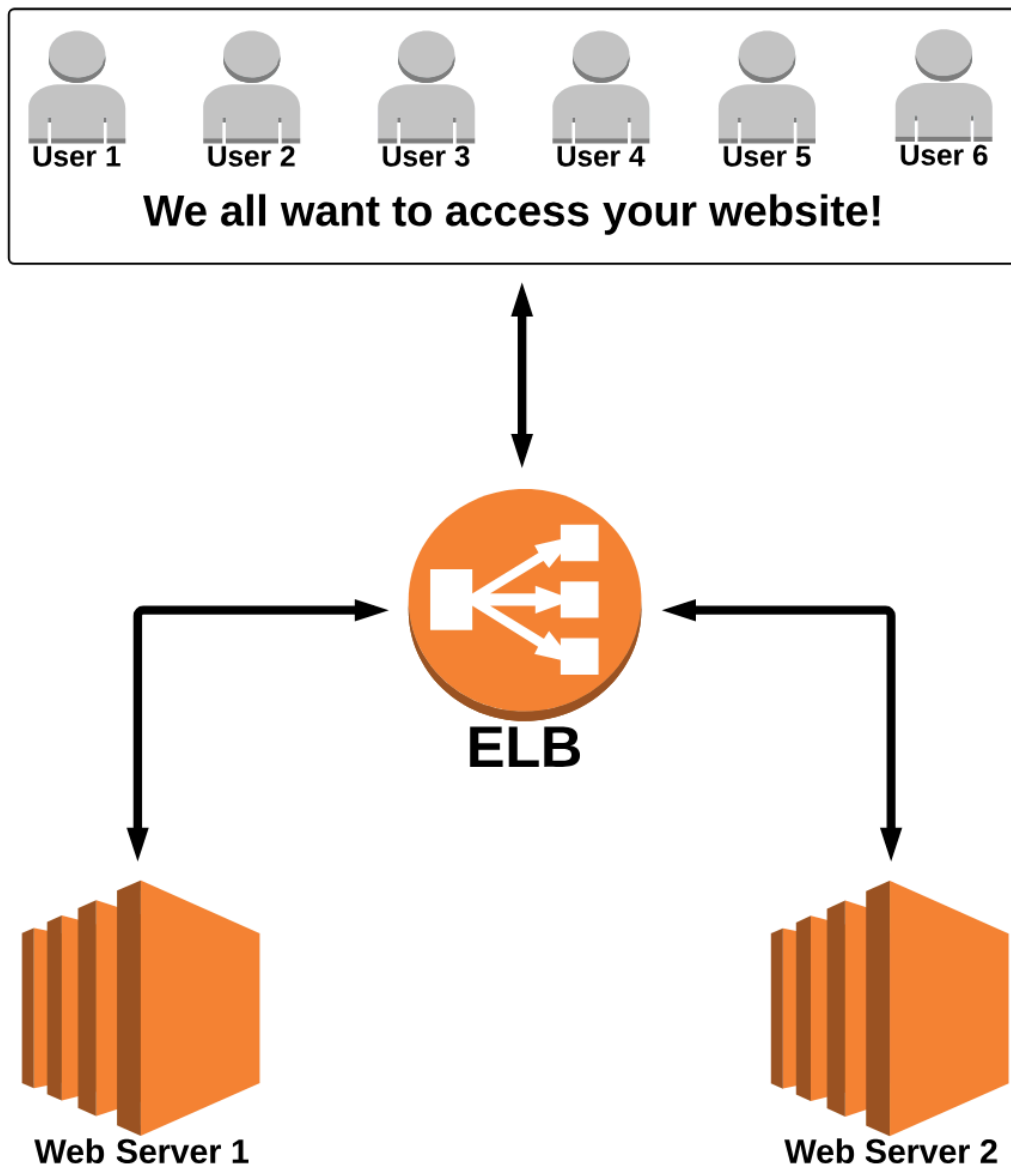 User 1 User 2 User 3 User 4 User 5 User 6
We all want to access your website!
ELB
Web Server 1 Web Server 2